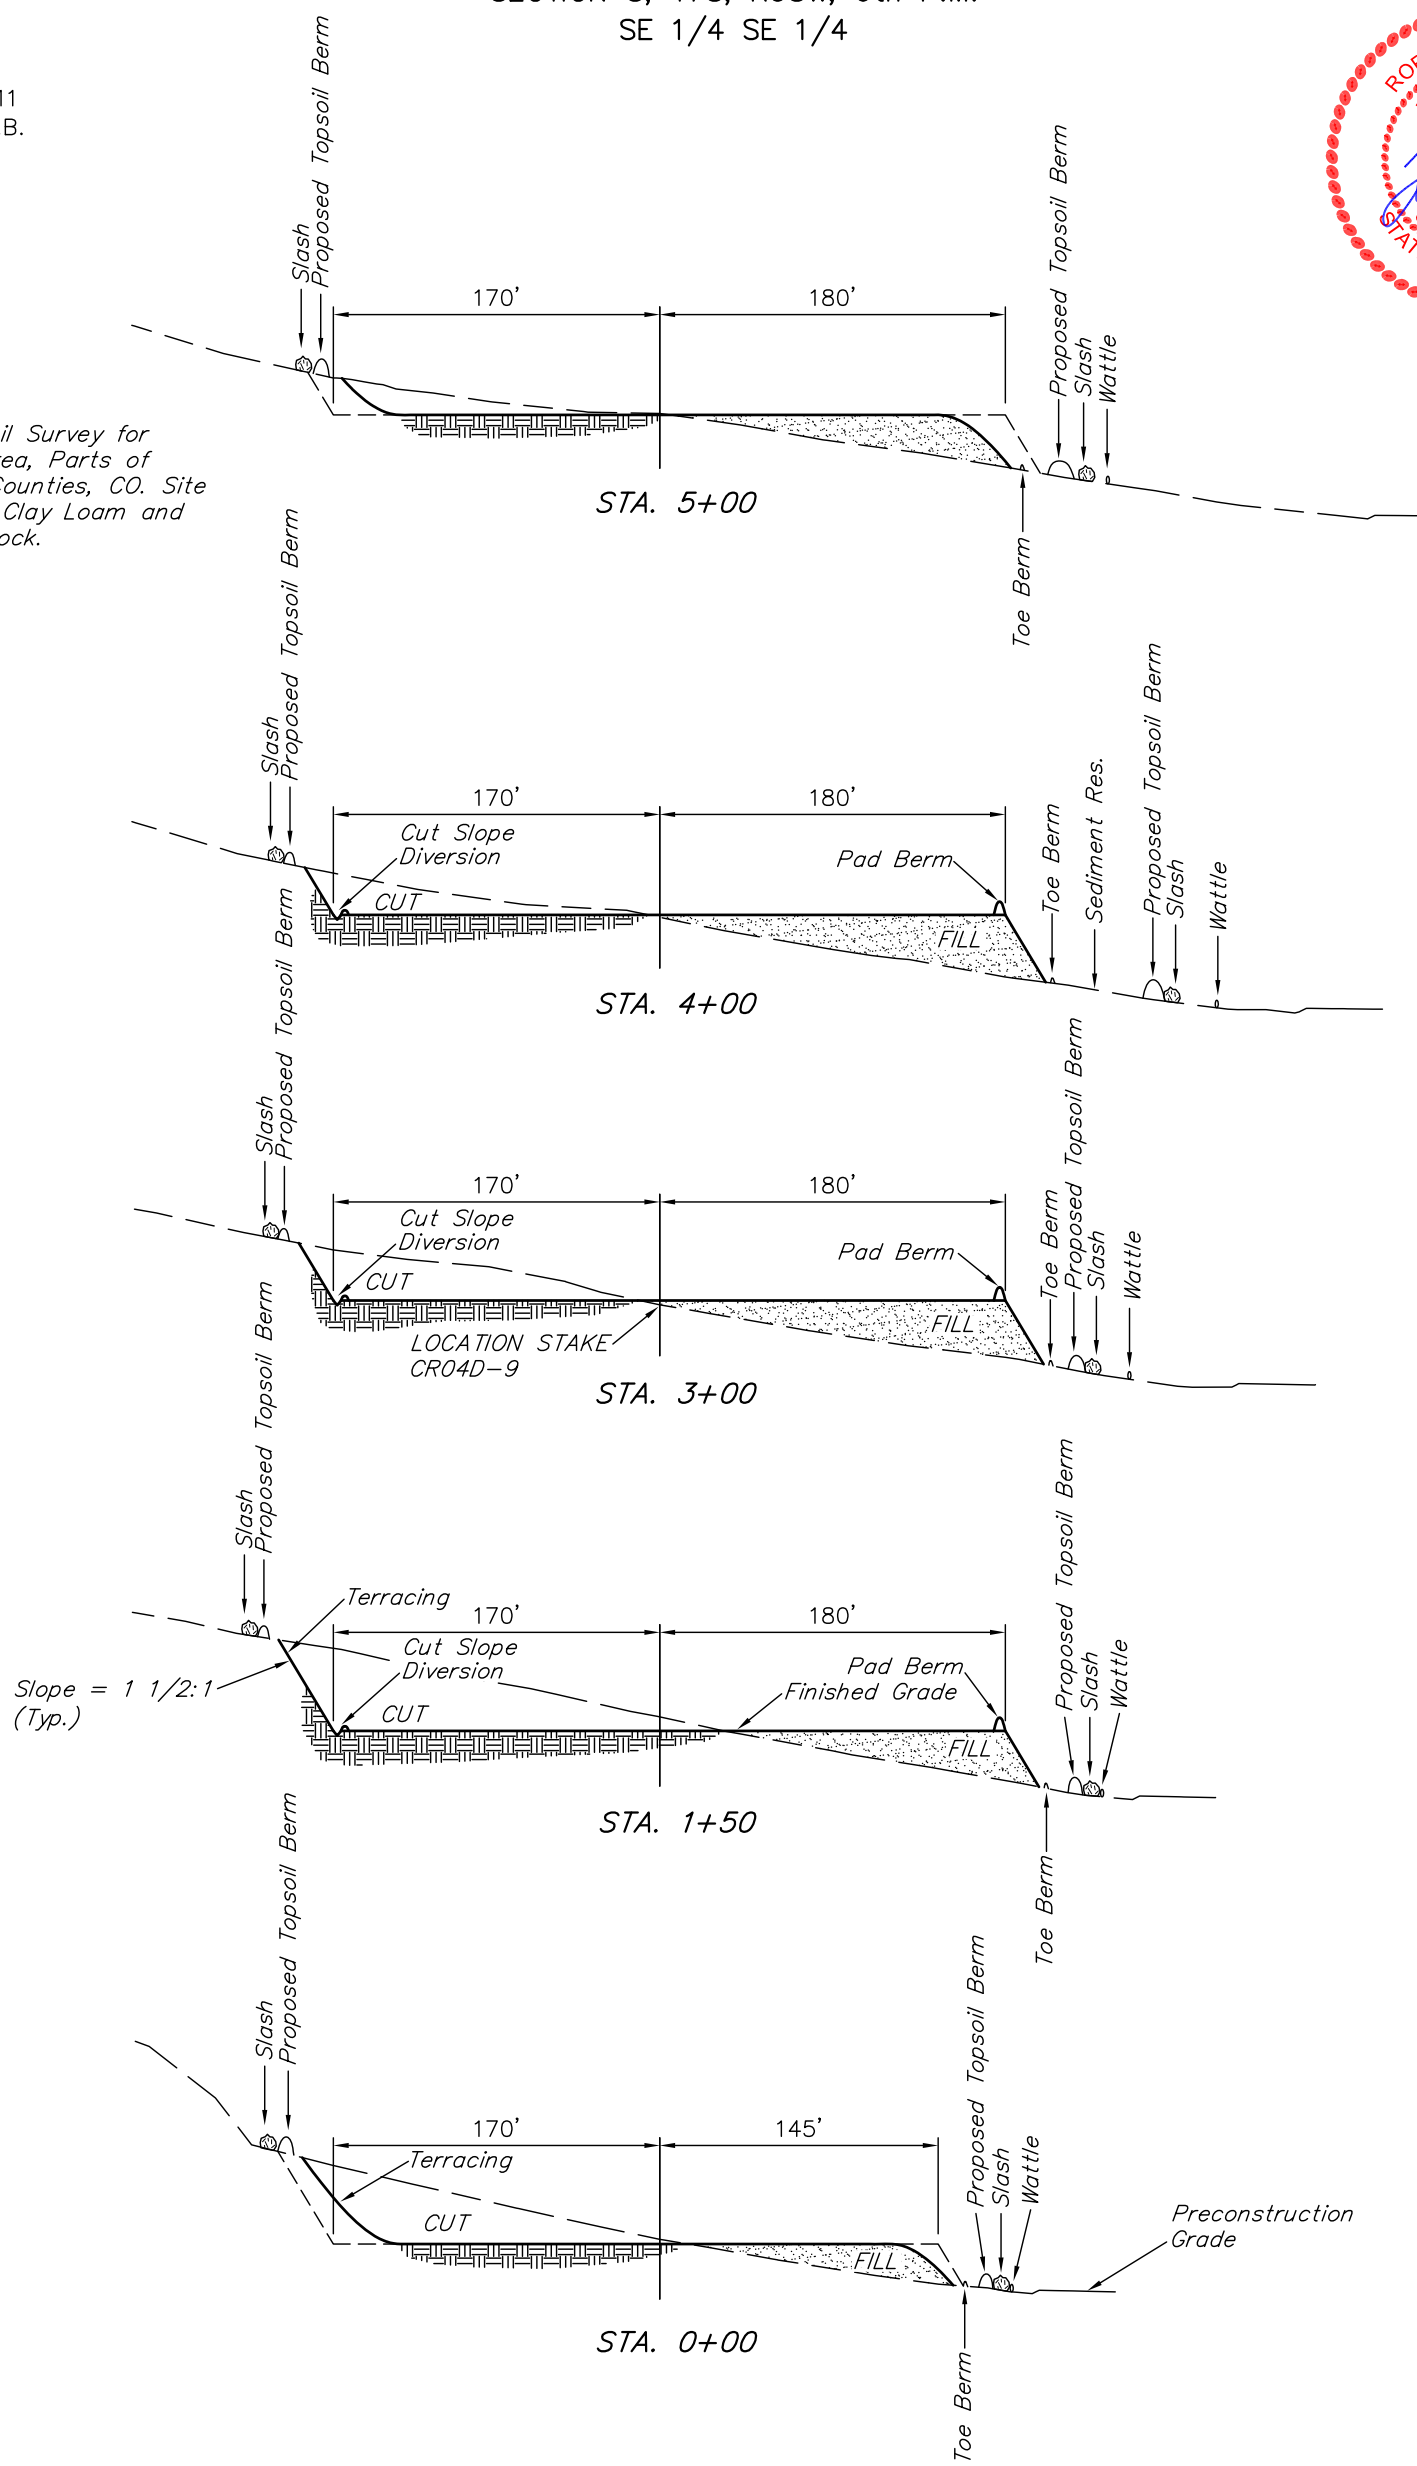 SE 1/4 SE 1/4
11
B.
il Survey for
ea, Parts of
Counties, CO. Site
Clay Loam and
ock.
Slash
Proposed Topsoil Berm
170'
180'
Proposed Topsoil Berm
Slash
Wattle
Toe Berm
STA. 5+00
Slash
Proposed Topsoil Berm
170'
180'
Cut Slope
Diversion
CUT
Pad Berm
FILL
Toe Berm
Sediment Res.
Proposed Topsoil Berm
Slash
Wattle
STA. 4+00
Slash
Proposed Topsoil Berm
170'
180'
Cut Slope
Diversion
CUT
Pad Berm
FILL
LOCATION STAKE
CR04D-9
Toe Berm
Proposed Topsoil Berm
Slash
Wattle
STA. 3+00
Slash
Proposed Topsoil Berm
Terracing
170'
180'
Cut Slope
Diversion
Slope = 1 1/2:1
(Typ.)
CUT
Pad Berm
Finished Grade
FILL
Proposed Topsoil Berm
Slash
Wattle
Toe Berm
STA. 1+50
Slash
Proposed Topsoil Berm
170'
145'
Terracing
CUT
FILL
Proposed Topsoil Berm
Slash
Wattle
Preconstruction
Grade
Toe Berm
STA. 0+00